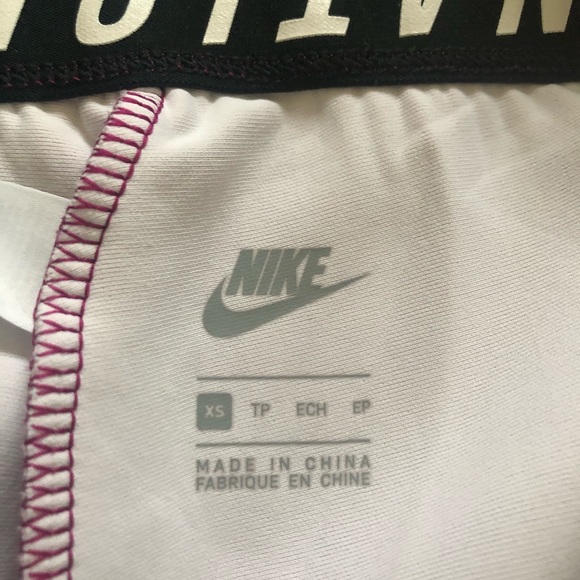 NIKE
XS TP ECH EP
MADE IN CHINA
FABRIQUE EN CHINE